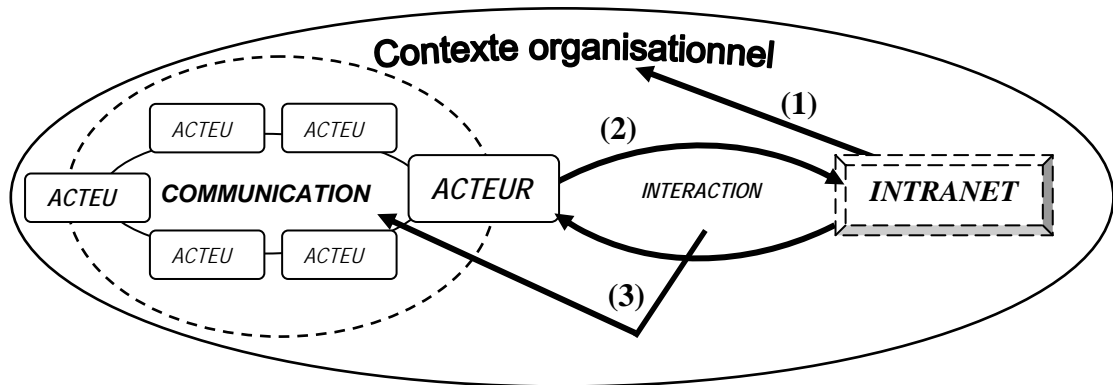 Contexte organisationnel
(1)
(2)
ACTEU ACTEU
ACTEU COMMUNICATION ACTEUR INTERACTION INTRANET
ACTEU ACTEU
(3)